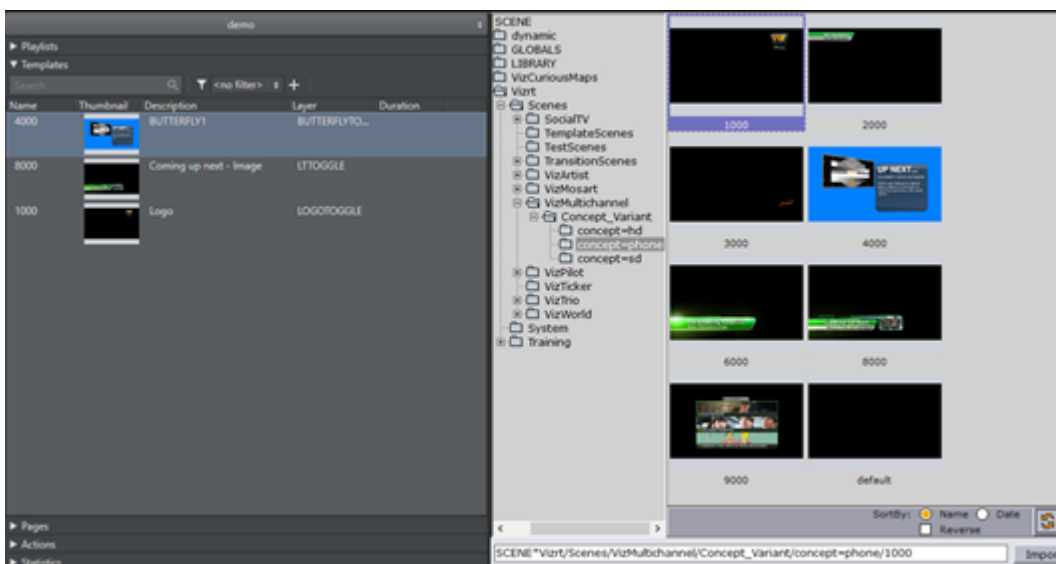 demo
Playlists
Templates
Search
<no filter>
Name Thumbnail Description Layer Duration
4000 BUTTERFLY1 BUTTERFLYTO...
8000 Coming up next - Image LTTOGGLE
1000 Logo LOGOTOGGLE
Pages
Actions
Statistics
SCENE
dynamic
GLOBALS
LIBRARY
VizCuriousMaps
Vizrt
Scenes
SocialTV
TemplateScenes
TestScenes
TransitionScenes
VizArtist
VizMosart
VizMultichannel
Concept_Variant
concept=hd
concept=phone
concept=sd
VizPilot
VizTicker
VizTrio
VizWorld
System
Training
1000 2000
UP NEXT...
3000 4000
6000 8000
9000 default
SortBy: Name Date
Reverse
SCENE*Vizrt/Scenes/VizMultichannel/Concept_Variant/concept=phone/1000
Impor